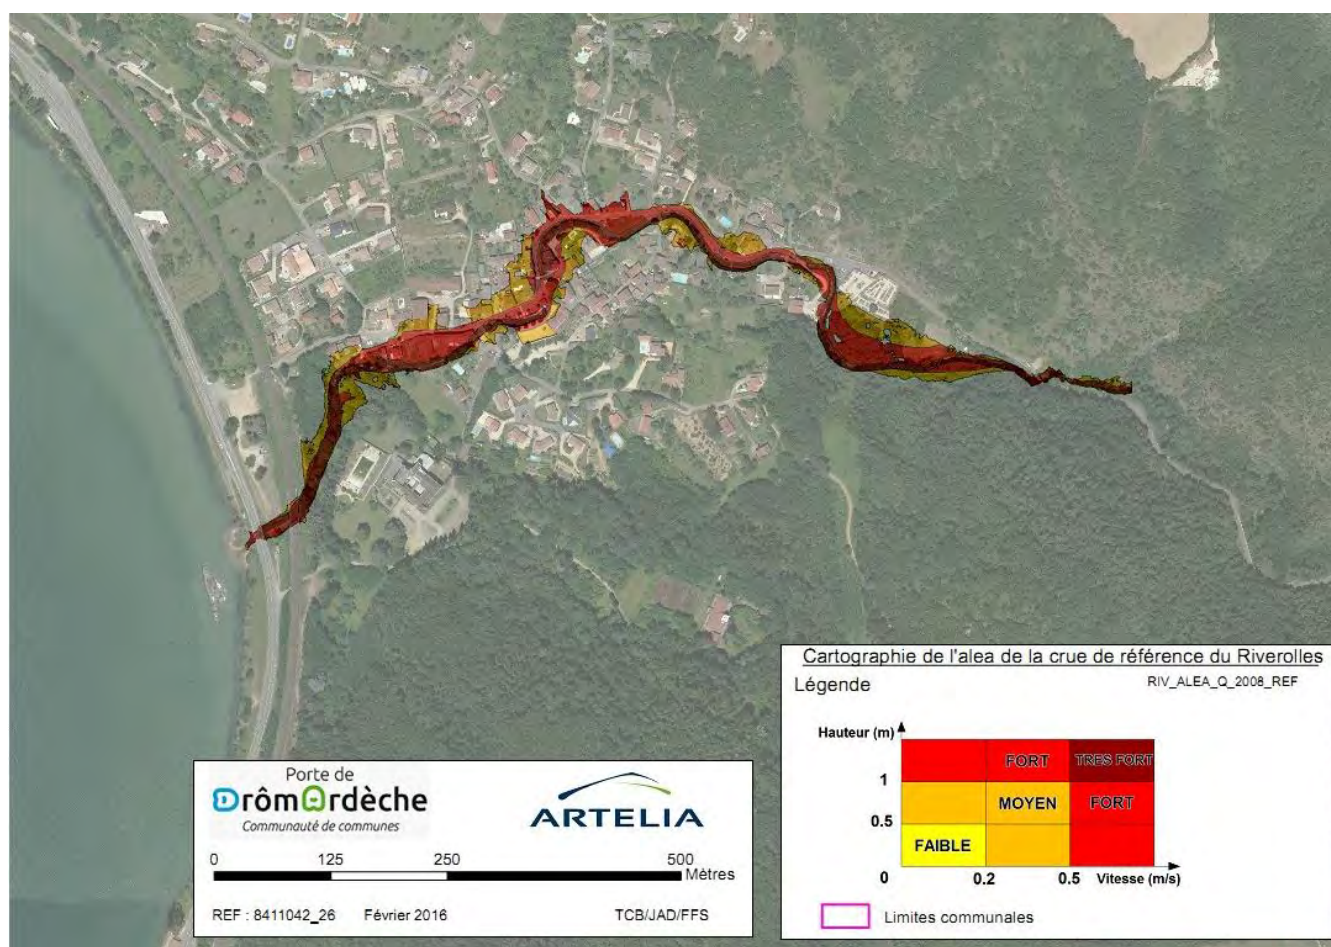 Cartographie de l'alea de la crue de référence du Riverolles
Légende
RIV_ALEA_Q_2008_REF
Hauteur (m)
FORT
TRES FORT
1
MOYEN
FORT
0.5
FAIBLE
0
0.2
0.5
Vitesse (m/s)
Limites communales
Porte de
DrômArdèche
Communauté de communes
ARTELIA
0
125
250
500
Mètres
REF : 8411042_26
Février 2016
TCB/JAD/FFS